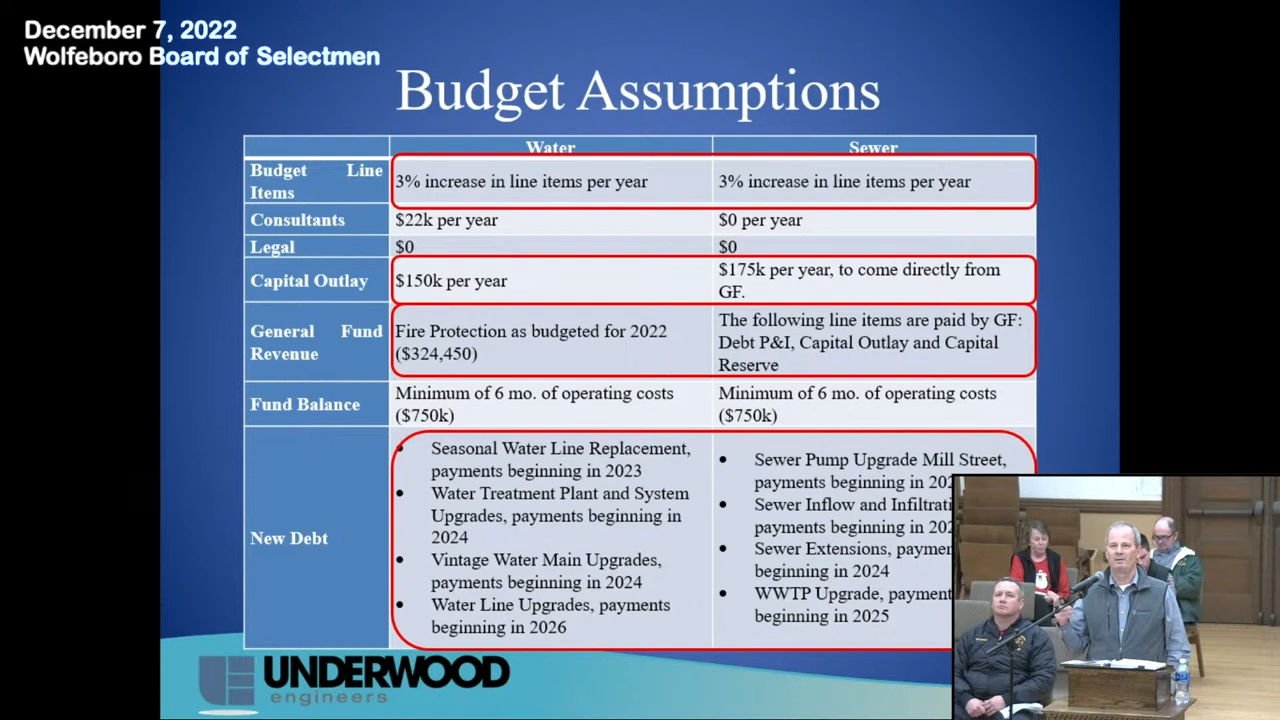 December 7, 2022
Wolfeboro Board of Selectmen
Budget Assumptions
Water Sewer
Budget Line
Items
3% increase in line items per year
3% increase in line items per year
Consultants
$22k per year
$0 per year
Legal
$0
$0
Capital Outlay
$150k per year
$175k per year, to come directly from
GF.
General Fund
Revenue
Fire Protection as budgeted for 2022
($324,450)
The following line items are paid by GF:
Debt P&I, Capital Outlay and Capital
Reserve
Fund Balance
Minimum of 6 mo. of operating costs
($750k)
Minimum of 6 mo. of operating costs
($750k)
New Debt
• Seasonal Water Line Replacement,
payments beginning in 2023
• Water Treatment Plant and System
Upgrades, payments beginning in
2024
• Vintage Water Main Upgrades,
payments beginning in 2024
• Water Line Upgrades, payments
beginning in 2026
• Sewer Pump Upgrade Mill Street,
payments beginning in
• Sewer Inflow and
payments beginning in
• Sewer Extensions,
beginning in 2024
• WWTP Upgrade,
beginning in 2025
UNDERWOOD
engineers